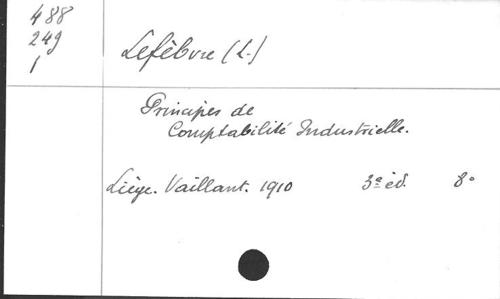 488
249
1
Lefèbvre (L.)
Principes de
Comptabilité Industrielle.
Liège. Vaillant. 1910 3e éd. 8°